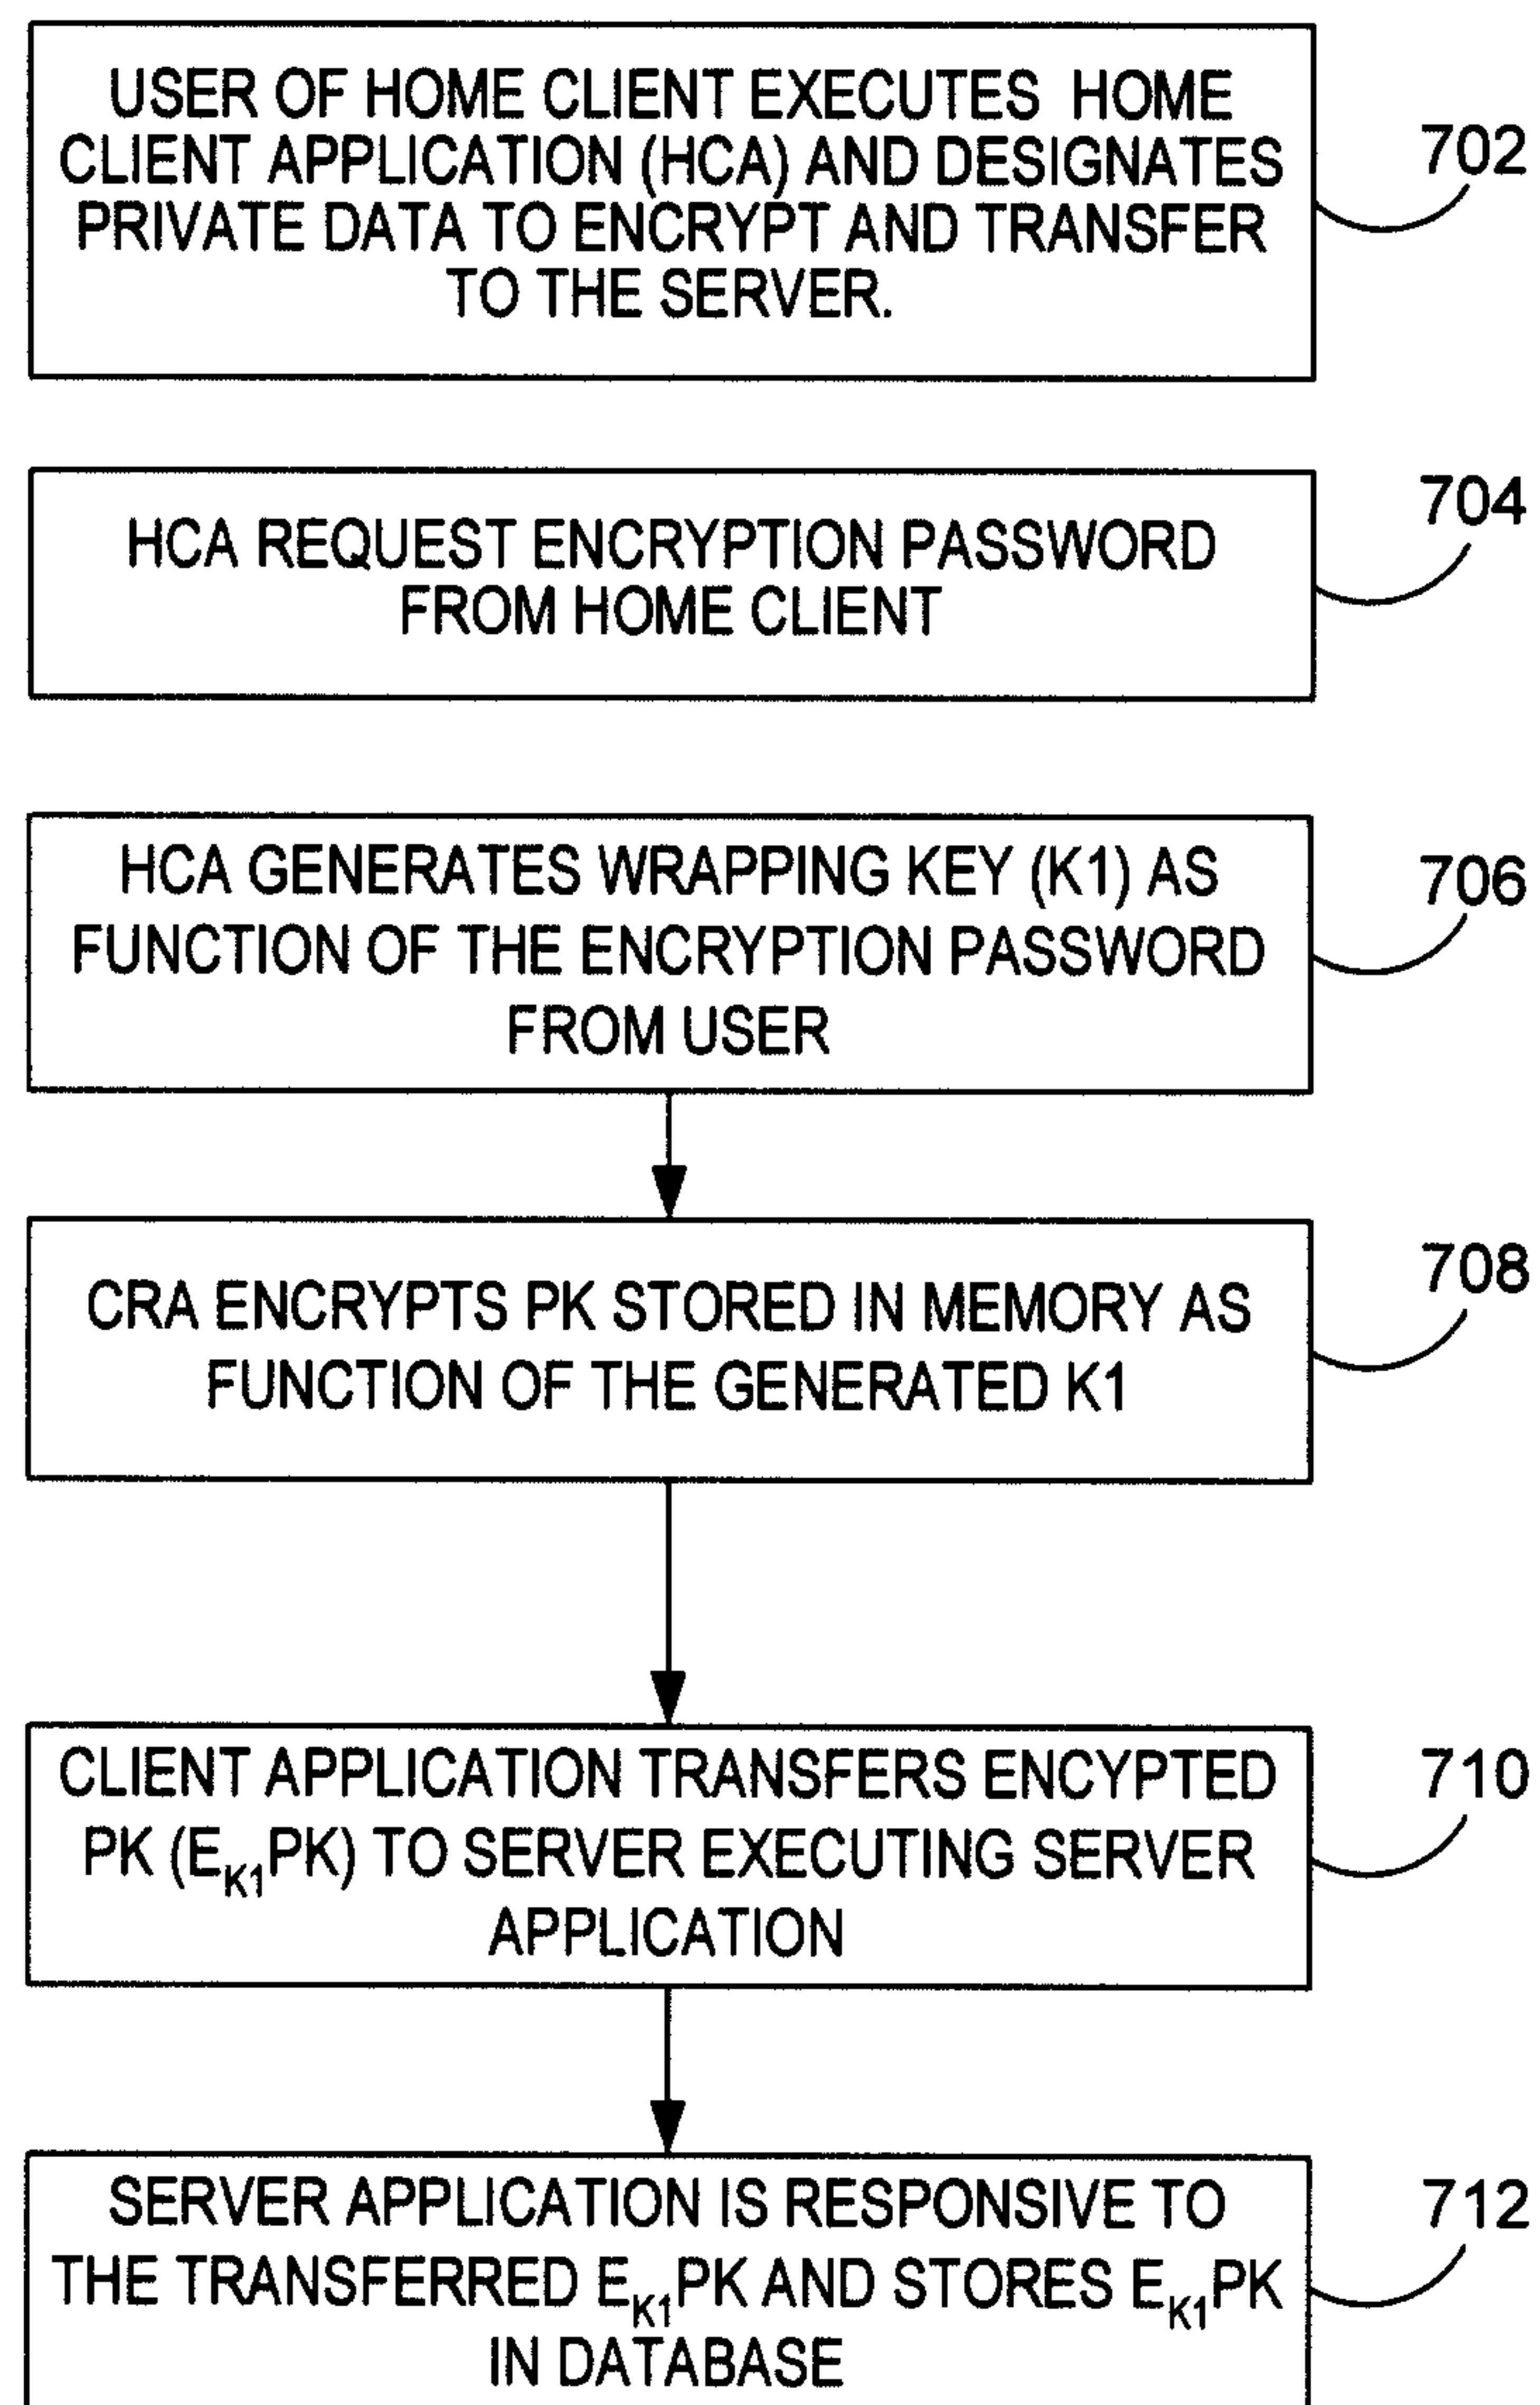 USER OF HOME CLIENT EXECUTES HOME
CLIENT APPLICATION (HCA) AND DESIGNATES
PRIVATE DATA TO ENCRYPT AND TRANSFER
TO THE SERVER.
702
HCA REQUEST ENCRYPTION PASSWORD
FROM HOME CLIENT
704
HCA GENERATES WRAPPING KEY (K1) AS
FUNCTION OF THE ENCRYPTION PASSWORD
FROM USER
706
CRA ENCRYPTS PK STORED IN MEMORY AS
FUNCTION OF THE GENERATED K1
708
CLIENT APPLICATION TRANSFERS ENCYPTED
PK (EK1PK) TO SERVER EXECUTING SERVER
APPLICATION
710
SERVER APPLICATION IS RESPONSIVE TO
THE TRANSFERRED EK1PK AND STORES EK1PK
IN DATABASE
712